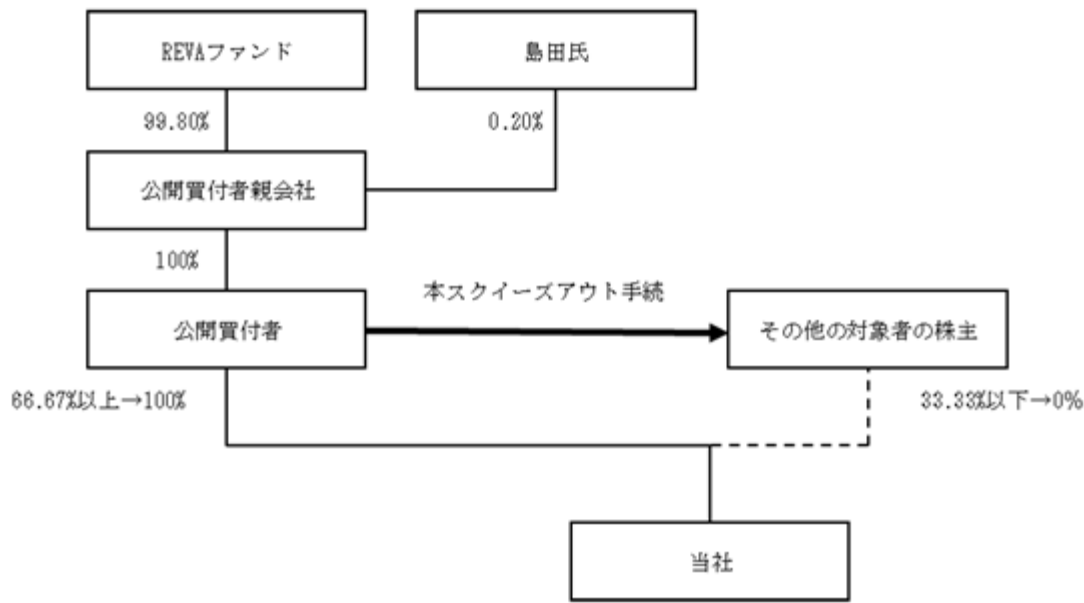 REVAファンド
島田氏
99.80%
0.20%
公開買付者親会社
100%
本スクイーズアウト手続
公開買付者
その他の対象者の株主
66.67%以上→100%
33.33%以下→0%
当社